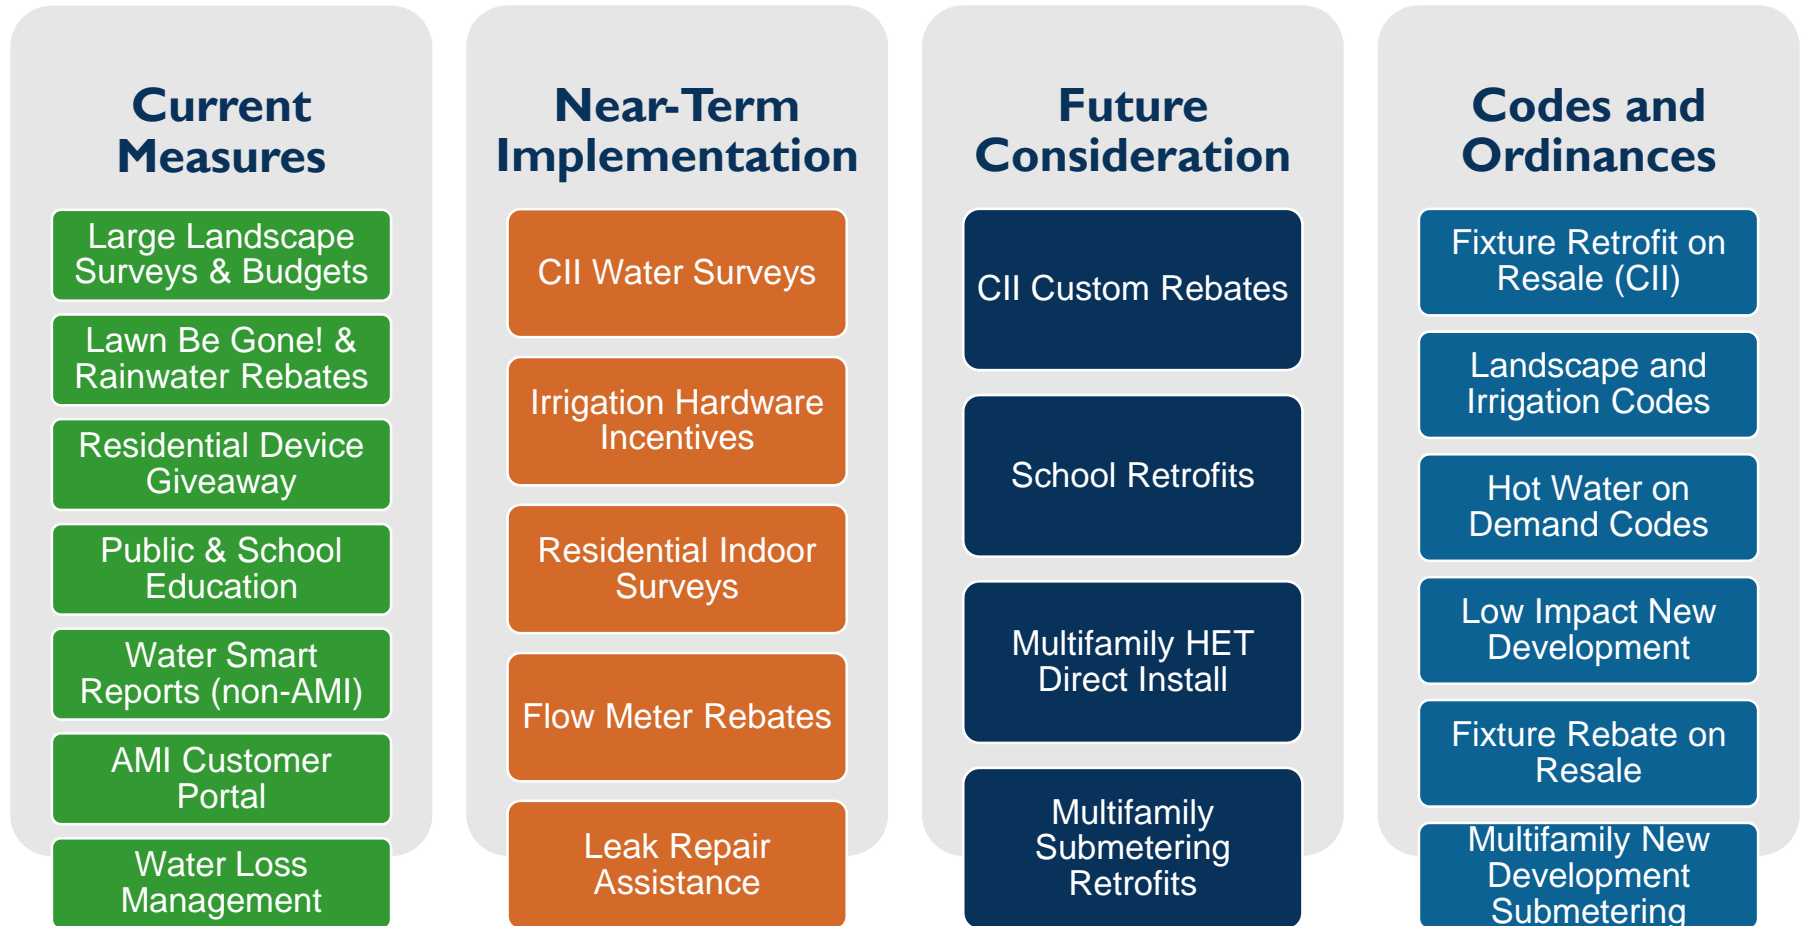 Current
Measures
Large Landscape
Surveys & Budgets
Lawn Be Gone! &
Rainwater Rebates
Residential Device
Giveaway
Public & School
Education
Water Smart
Reports (non-AMI)
AMI Customer
Portal
Water Loss
Management
Near-Term
Implementation
CII Water Surveys
Irrigation Hardware
Incentives
Residential Indoor
Surveys
Flow Meter Rebates
Leak Repair
Assistance
Future
Consideration
CII Custom Rebates
School Retrofits
Multifamily HET
Direct Install
Multifamily
Submetering
Retrofits
Codes and
Ordinances
Fixture Retrofit on
Resale (CII)
Landscape and
Irrigation Codes
Hot Water on
Demand Codes
Low Impact New
Development
Fixture Rebate on
Resale
Multifamily New
Development
Submetering